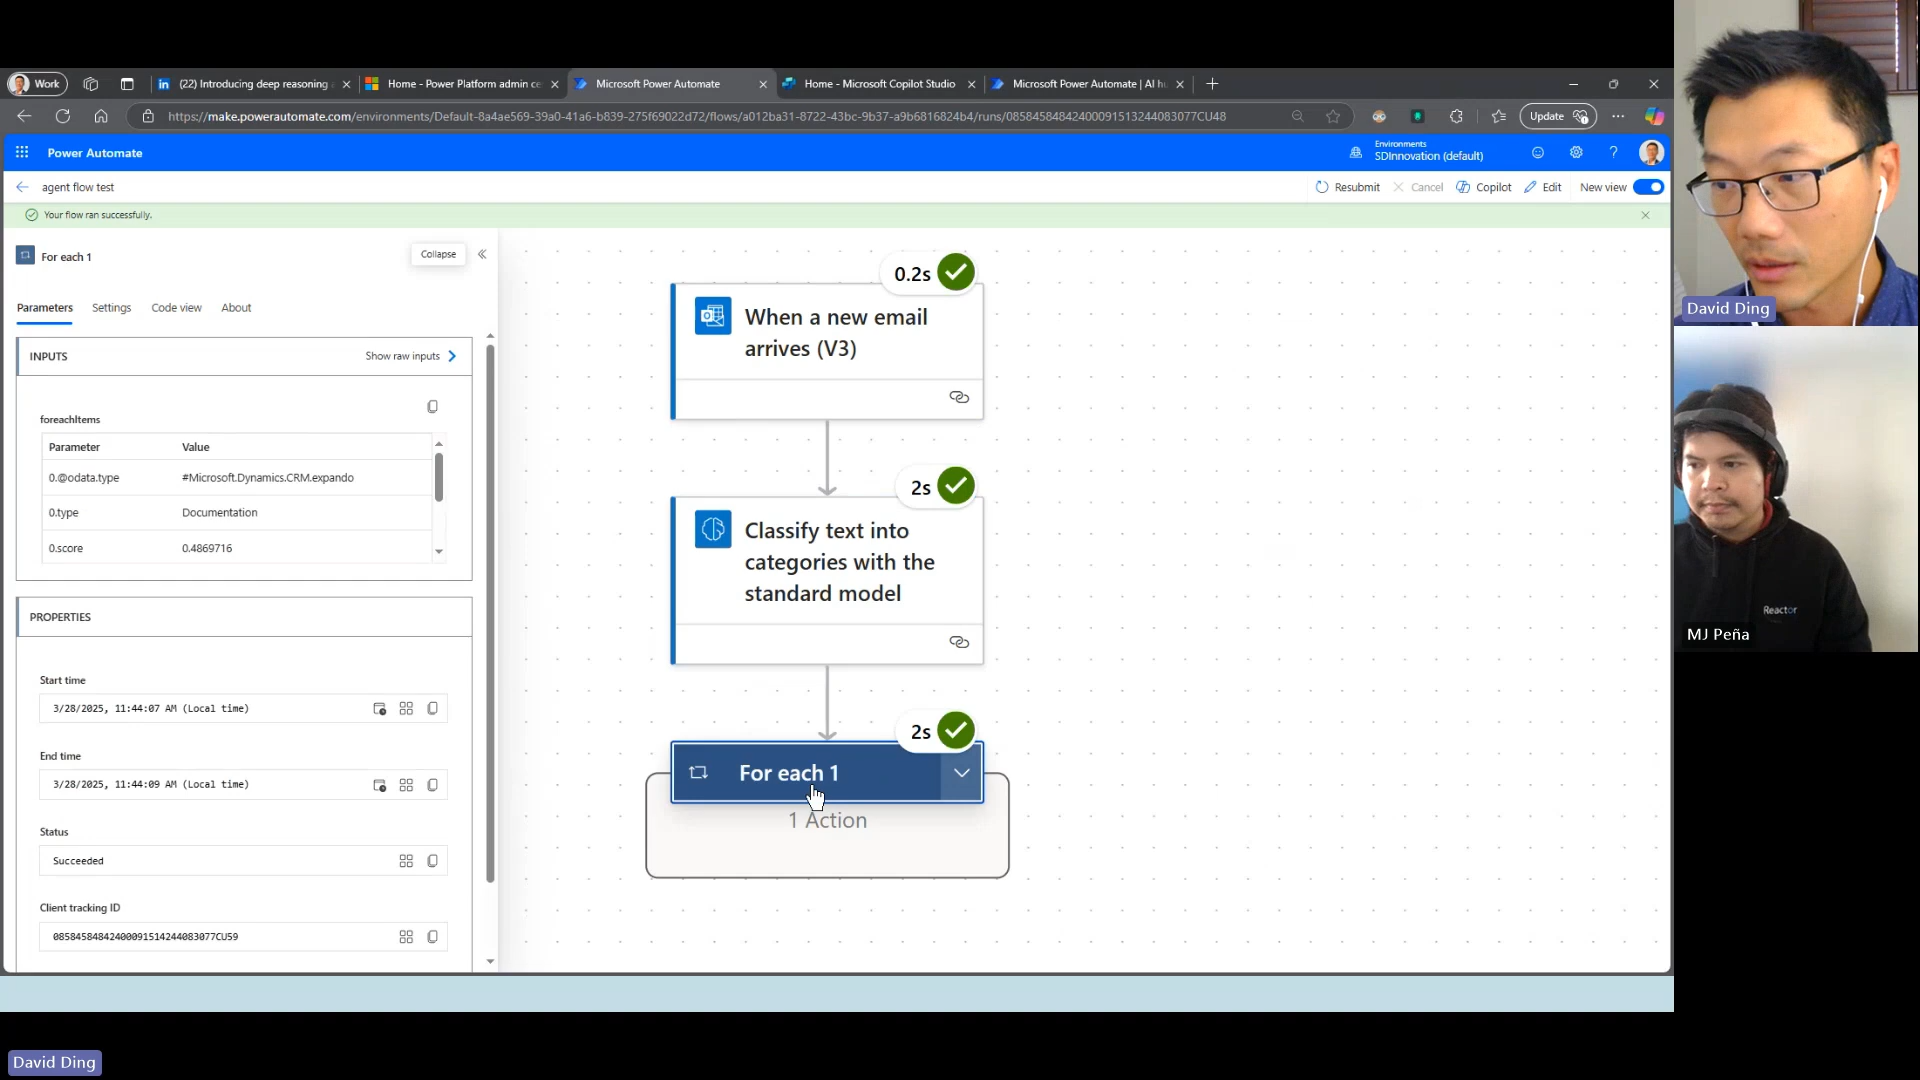 Work
(22) Introducing deep reasoning
Home - Power Platform admin ce
Microsoft Power Automate
Home - Microsoft Copilot Studio
Microsoft Power Automate | AI h
https://make.powerautomate.com/environments/Default-8a4ae569-39a0-41a6-b839-275f69022d72/flows/a012ba31-8722-43bc-9b37-a9b6816824b4/runs/08584584842400091513244083077CU48
Update
Power Automate
Environments
SDInnovation (default)
agent flow test
Resubmit
Cancel
Copilot
Edit
New view
Your flow ran successfully.
For each 1
Collapse
Parameters
Settings
Code view
About
INPUTS
Show raw inputs
foreachItems
Parameter Value
0.@odata.type #Microsoft.Dynamics.CRM.expando
0.type Documentation
0.score 0.4869716
PROPERTIES
Start time
3/28/2025, 11:44:07 AM (Local time)
End time
3/28/2025, 11:44:09 AM (Local time)
Status
Succeeded
Client tracking ID
08584584842400091514244083077CU59
0.2s
When a new email
arrives (V3)
2s
Classify text into
categories with the
standard model
2s
For each 1
1 Action
David Ding
Reactor
MJ Peña
David Ding